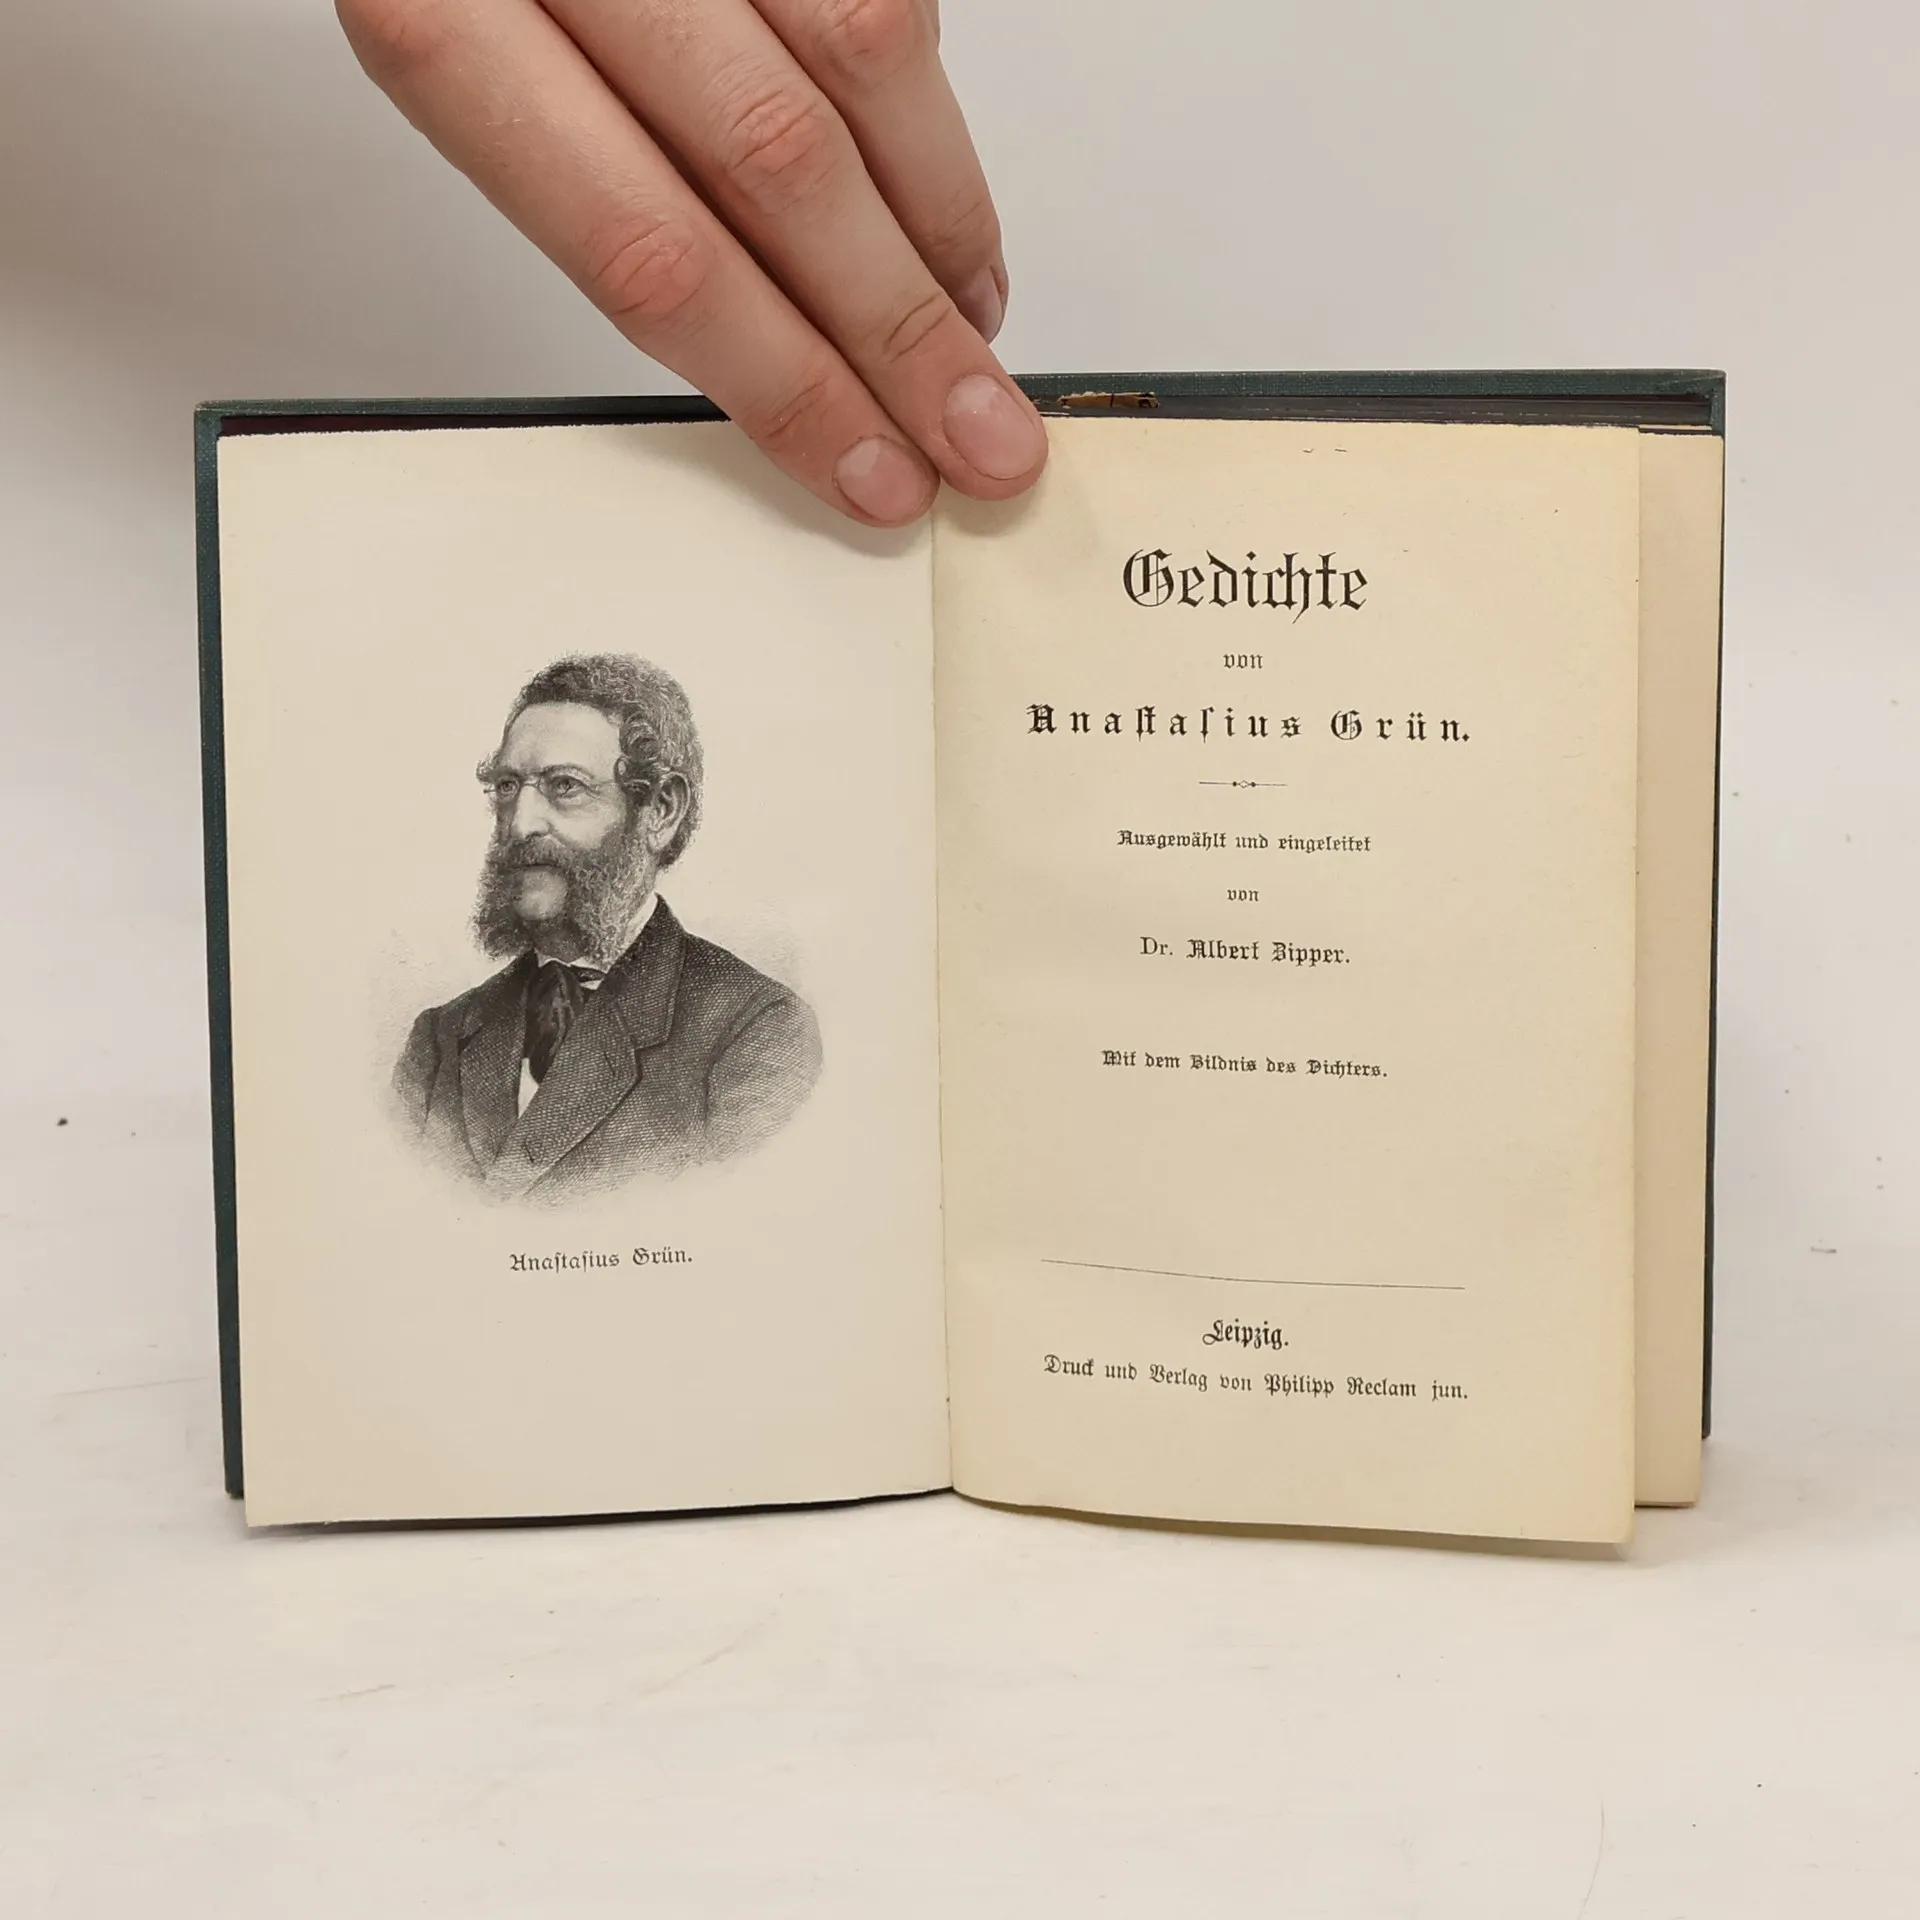 Anastasius Grün.
Gedichte
von
Anastasius Grün.
Ausgewählt und eingeleitet
von
Dr. Albert Zipper.
Mit dem Bildnis des Dichters.
Leipzig.
Druck und Verlag von Philipp Reclam jun.